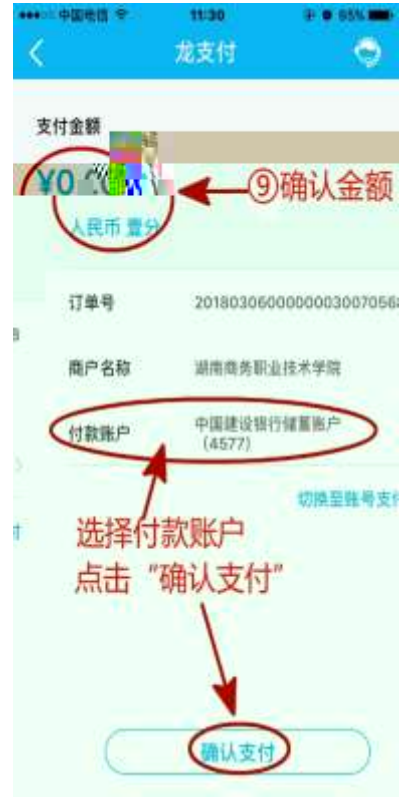 中国电信 11:30 65%
龙支付
支付金额
¥0
⑨确认金额
人民币 壹分
订单号 20180306000000003007056
商户名称 湖南商务职业技术学院
付款账户 中国建设银行储蓄账户
(4577)
切换至账号支付
选择付款账户
点击“确认支付”
确认支付